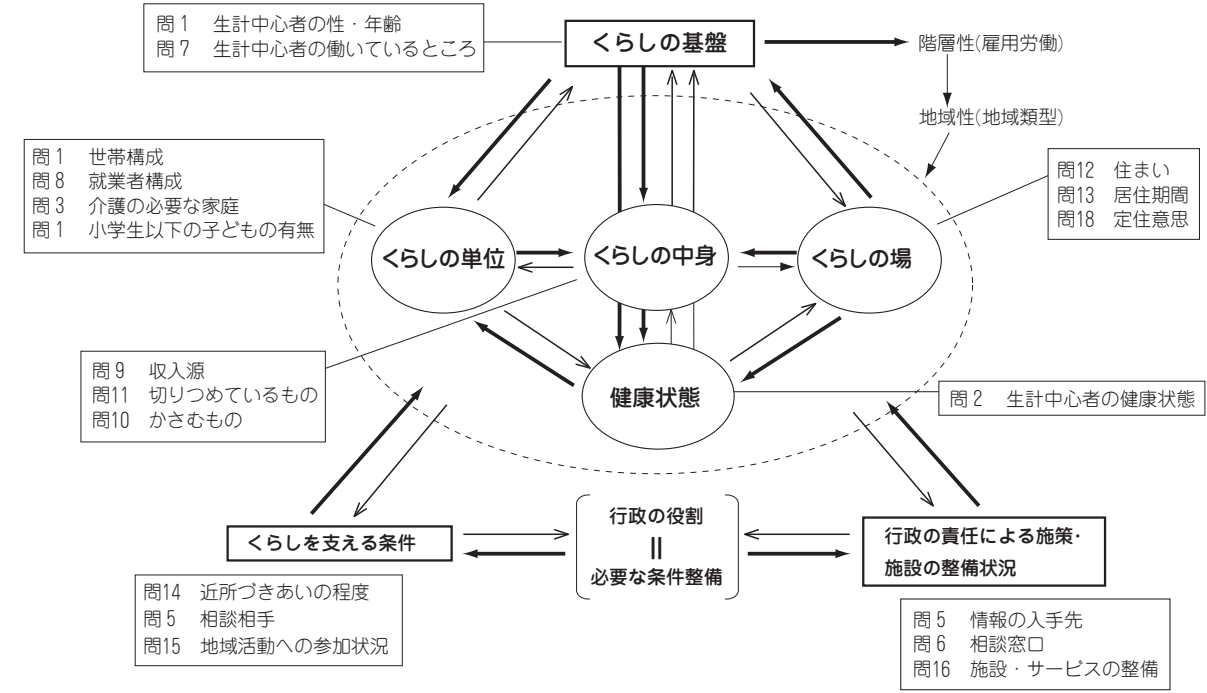 問1 生計中心者の性・年齢
問7 生計中心者の働いているところ
くらしの基盤
階層性(雇用労働)
地域性(地域類型)
問1 世帯構成
問8 就業者構成
問3 介護の必要な家庭
問1 小学生以下の子どもの有無
問12 住まい
問13 居住期間
問18 定住意思
くらしの単位
くらしの中身
くらしの場
問9 収入源
問11 切りつめているもの
問10 かさむもの
健康状態
問2 生計中心者の健康状態
くらしを支える条件
行政の役割
=
必要な条件整備
行政の責任による施策・
施設の整備状況
問14 近所づきあいの程度
問5 相談相手
問15 地域活動への参加状況
問5 情報の入手先
問6 相談窓口
問16 施設・サービスの整備